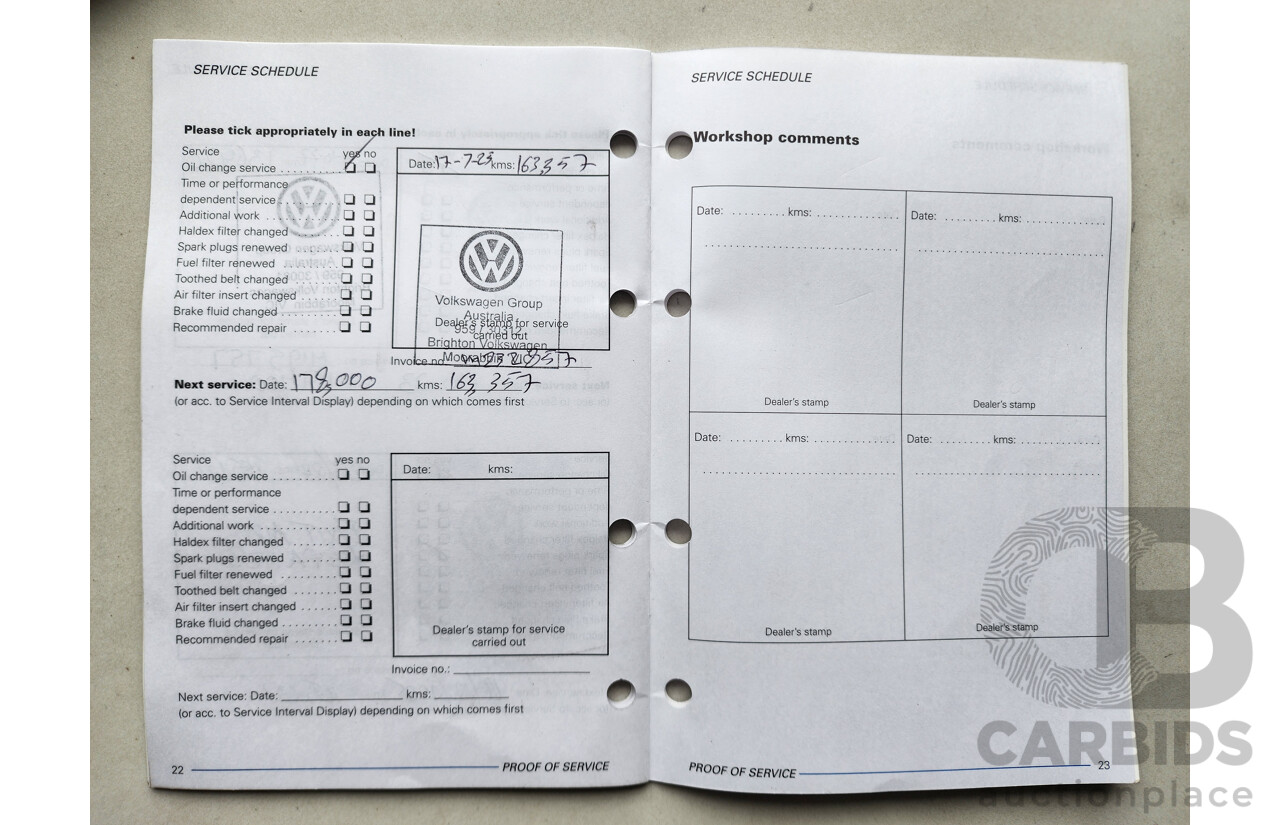 SERVICE SCHEDULE
Please tick appropriately in each line!
Service yes no
Oil change service . . . . . . . . . . .
Time or performance
dependent service . . . . . . . . . . .
Additional work . . . . . . . . . . . . .
Haldex filter changed . . . . . . . . .
Spark plugs renewed . . . . . . . . .
Fuel filter renewed . . . . . . . . . .
Toothed belt changed . . . . . . . .
Air filter insert changed . . . . . . .
Brake fluid changed . . . . . . . . . .
Recommended repair . . . . . . .
Date: 17-7-25 kms: 163,357
Volkswagen Group
Australia
Dealer's stamp for service
959 / 30312
carried out
Brighton Volkswagen
Invoice no.
Next service: Date: 178,000 kms: 163,357
(or acc. to Service Interval Display) depending on which comes first
Service yes no
Oil change service . . . . . . . . . . .
Time or performance
dependent service . . . . . . . . . . .
Additional work . . . . . . . . . . . . .
Haldex filter changed . . . . . . . . .
Spark plugs renewed . . . . . . . . .
Fuel filter renewed . . . . . . . . . .
Toothed belt changed . . . . . . . .
Air filter insert changed . . . . . . .
Brake fluid changed . . . . . . . . . .
Recommended repair . . . . . . .
Date: kms:
Dealer's stamp for service
carried out
Invoice no.:
Next service: Date: kms:
(or acc. to Service Interval Display) depending on which comes first
22 PROOF OF SERVICE
SERVICE SCHEDULE
Workshop comments
Date: . . . . . . . . . kms: . . . . . . . . . . . . .
Dealer's stamp
Date: . . . . . . . . . kms: . . . . . . . . . . . . .
Dealer's stamp
Date: . . . . . . . . . kms: . . . . . . . . . . . . .
Dealer's stamp
Date: . . . . . . . . . kms: . . . . . . . . . . . . .
Dealer's stamp
PROOF OF SERVICE 23
CARBIDS
auctionplace